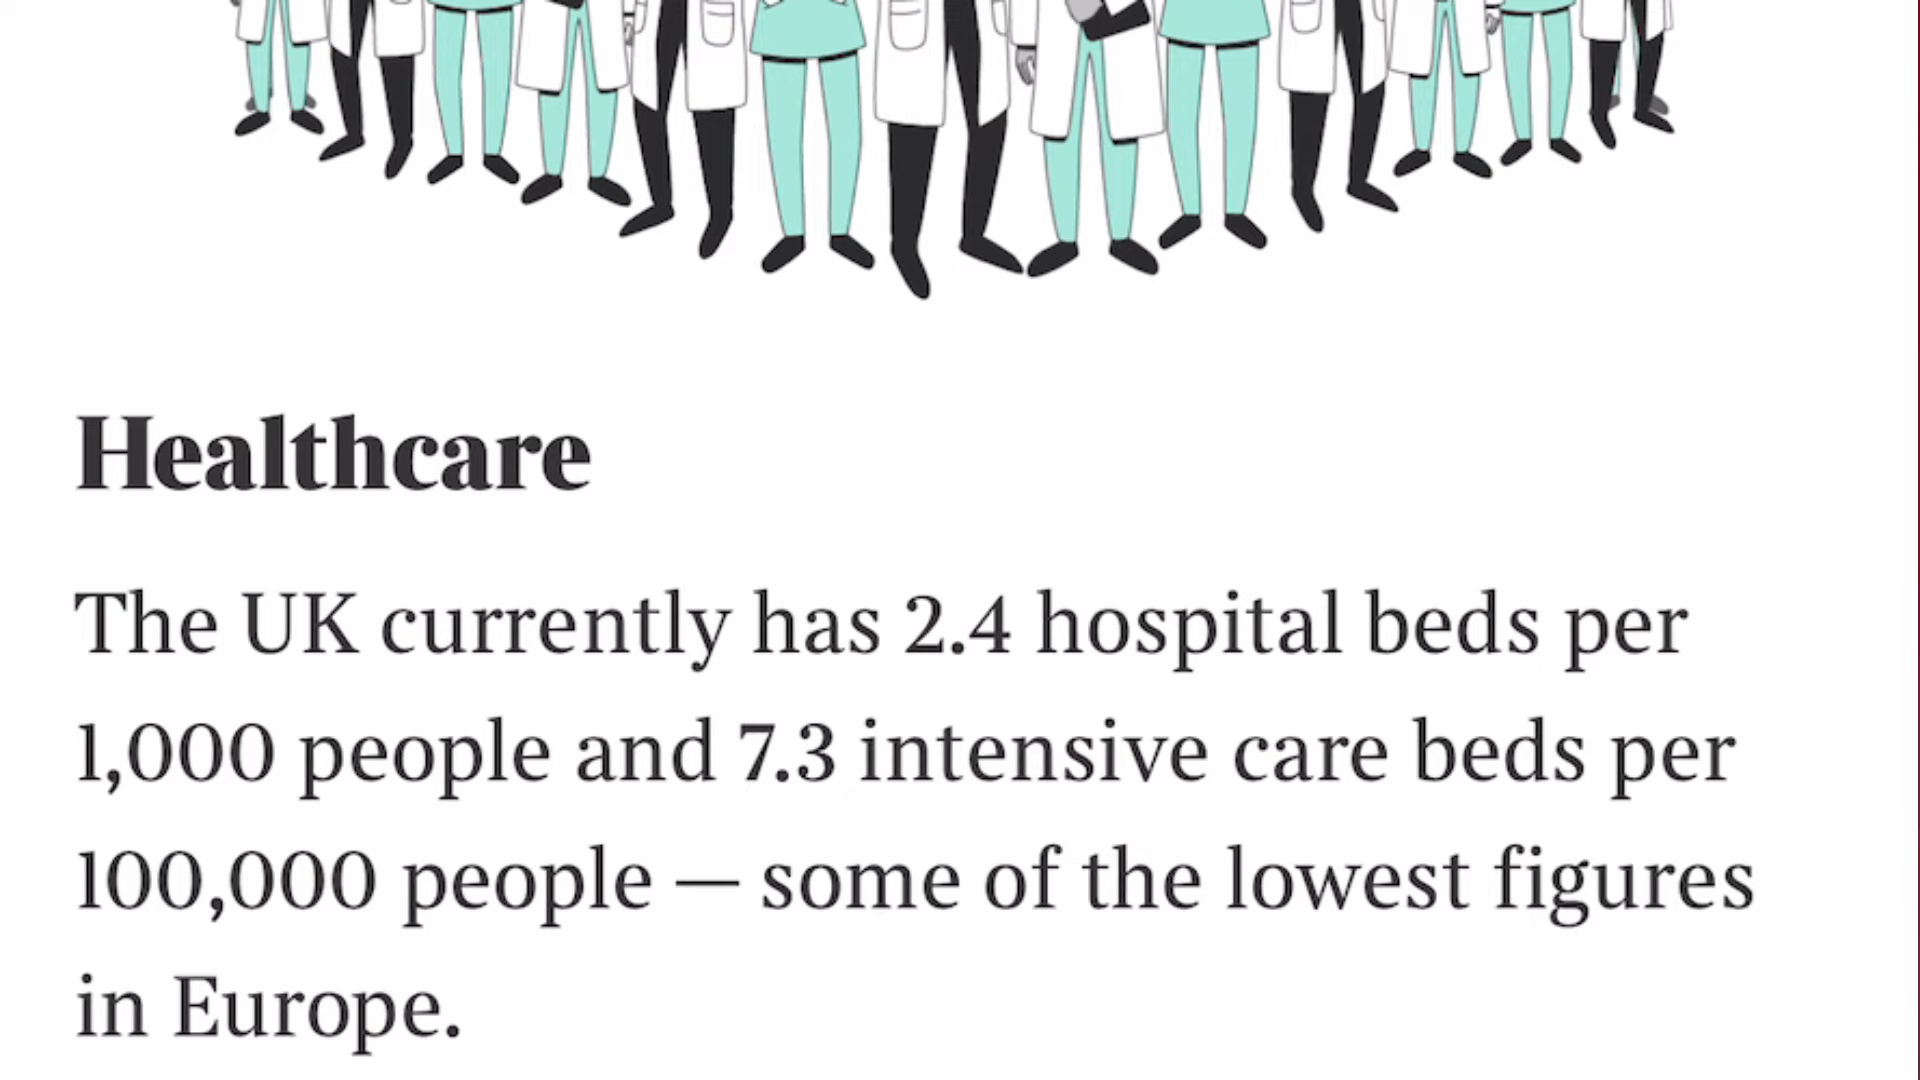 Healthcare
The UK currently has 2.4 hospital beds per
1,000 people and 7.3 intensive care beds per
100,000 people — some of the lowest figures
in Europe.